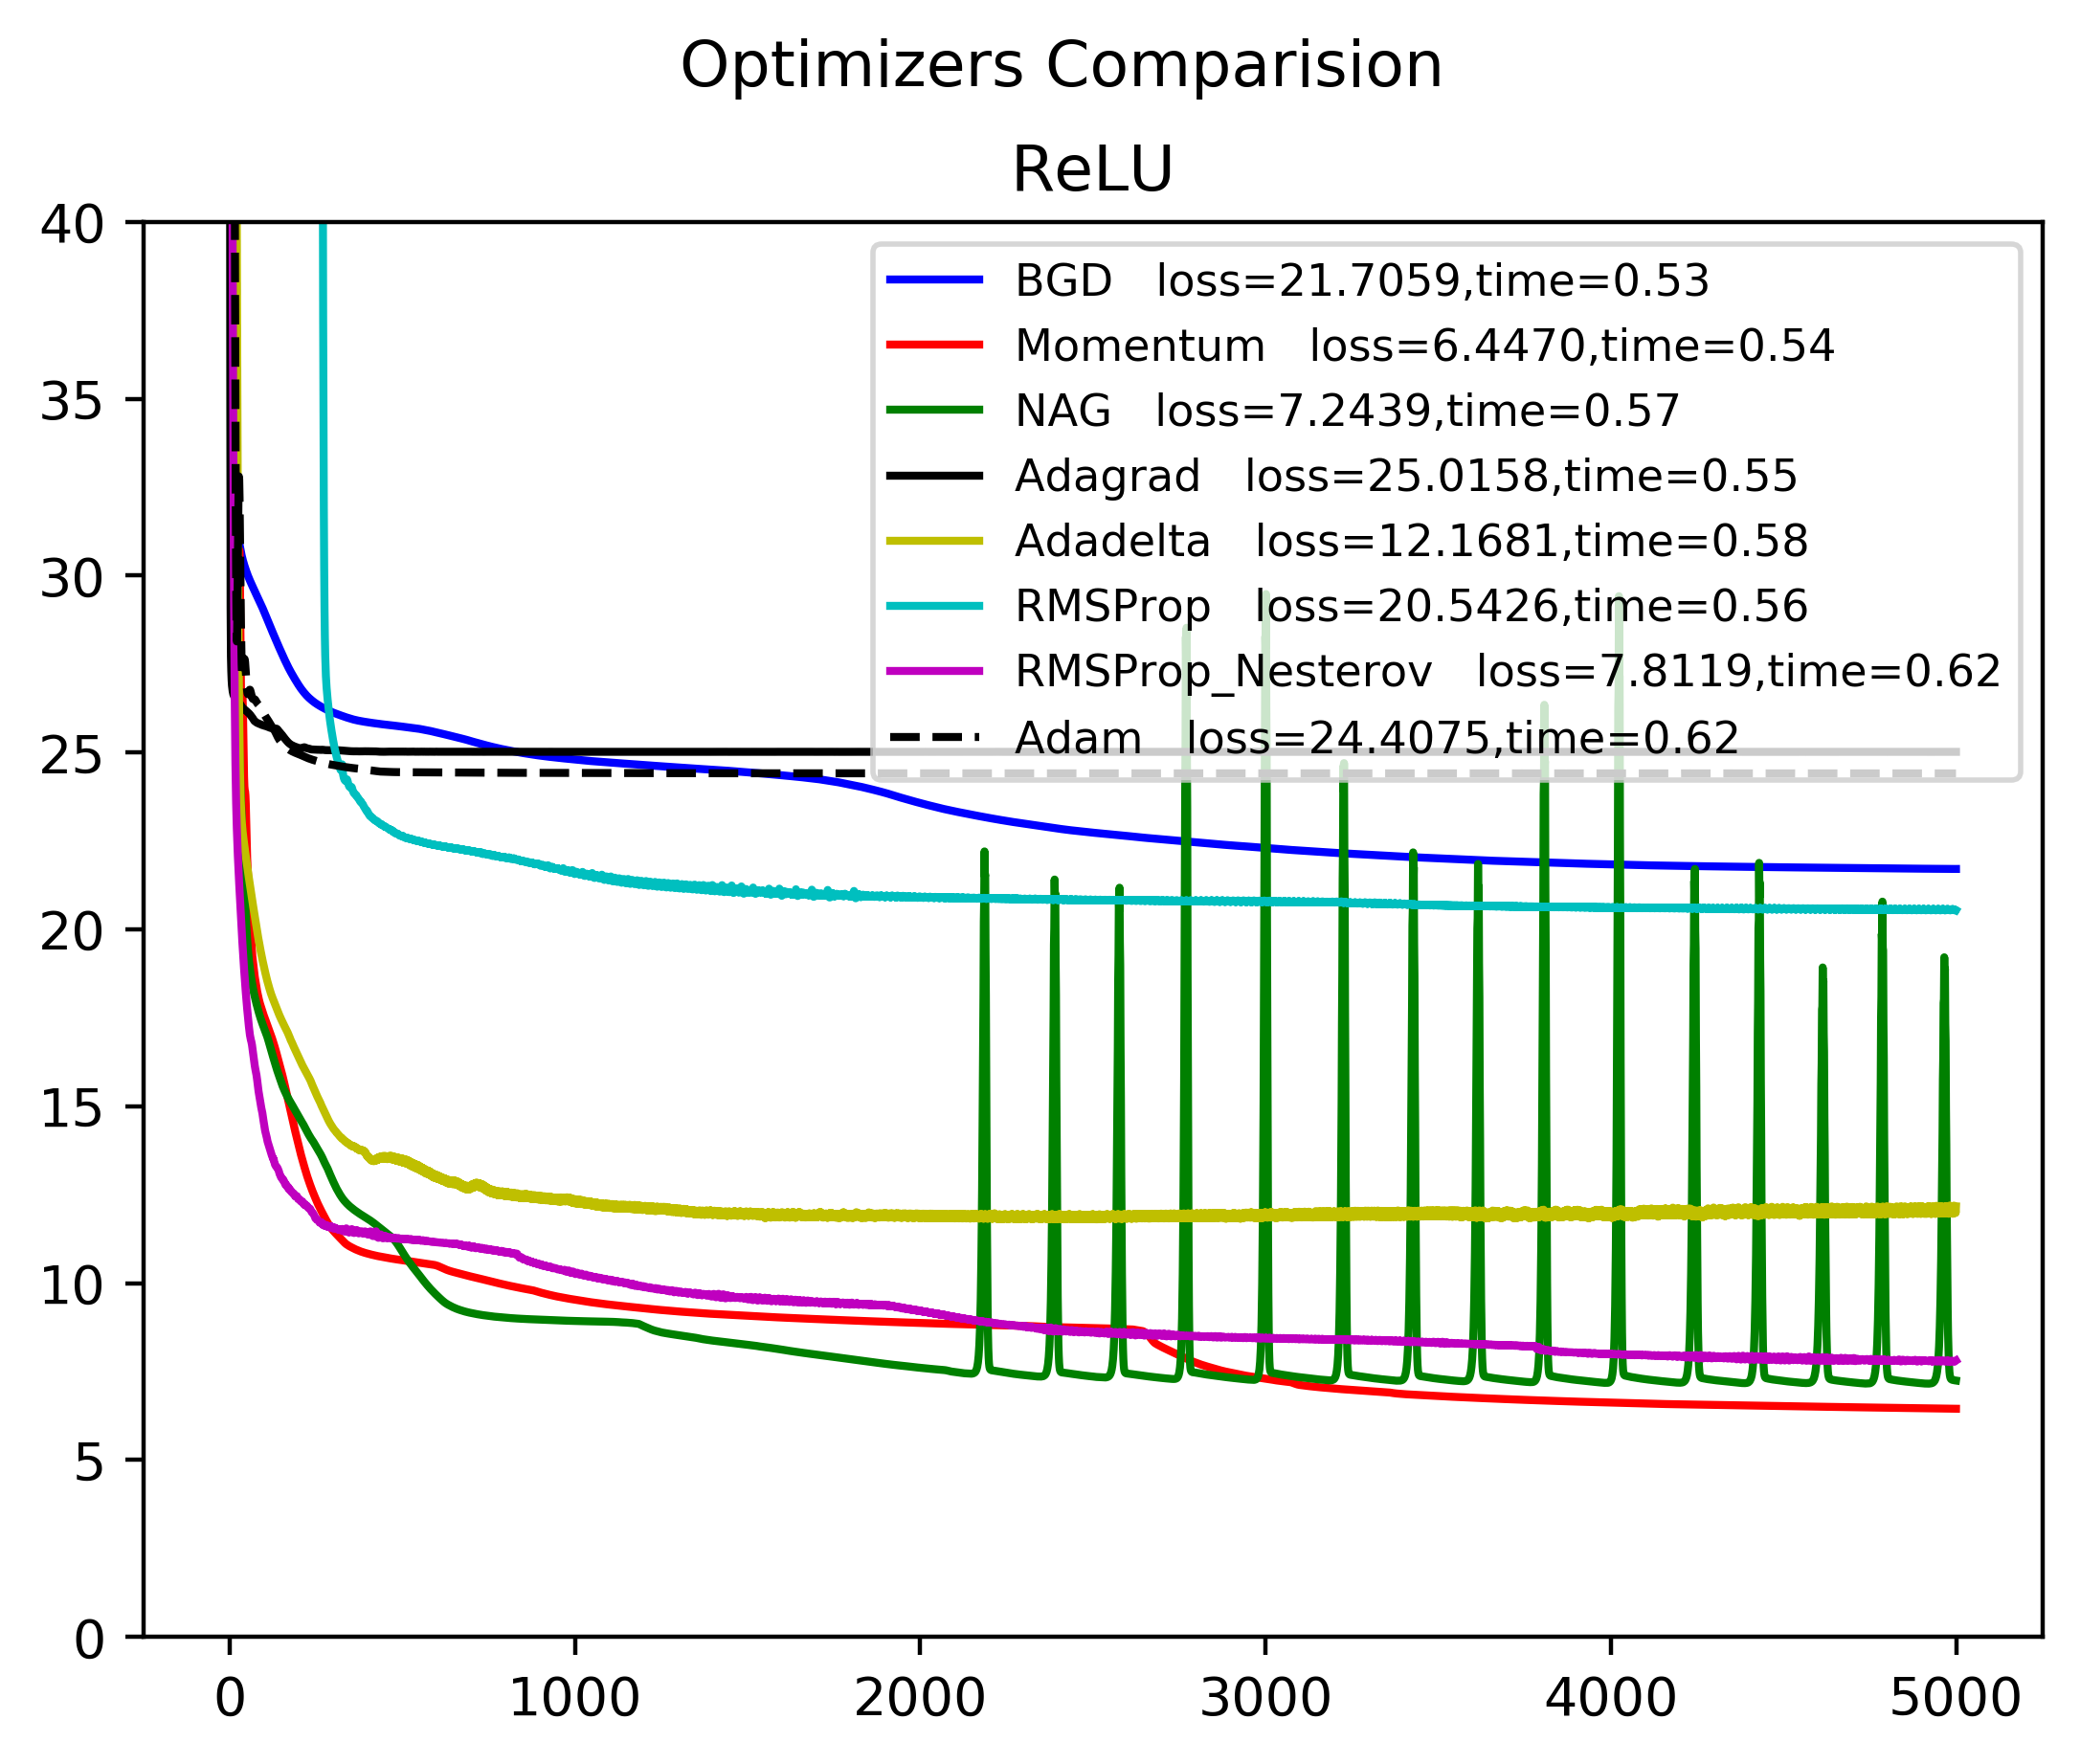 Optimizers Comparision
ReLU
40
35
30
25
20
15
10
5
0
BGD   loss=21.7059,time=0.53
Momentum   loss=6.4470,time=0.54
NAG   loss=7.2439,time=0.57
Adagrad   loss=25.0158,time=0.55
Adadelta   loss=12.1681,time=0.58
RMSProp   loss=20.5426,time=0.56
RMSProp_Nesterov   loss=7.8119,time=0.62
Adam   loss=24.4075,time=0.62
0 1000 2000 3000 4000 5000